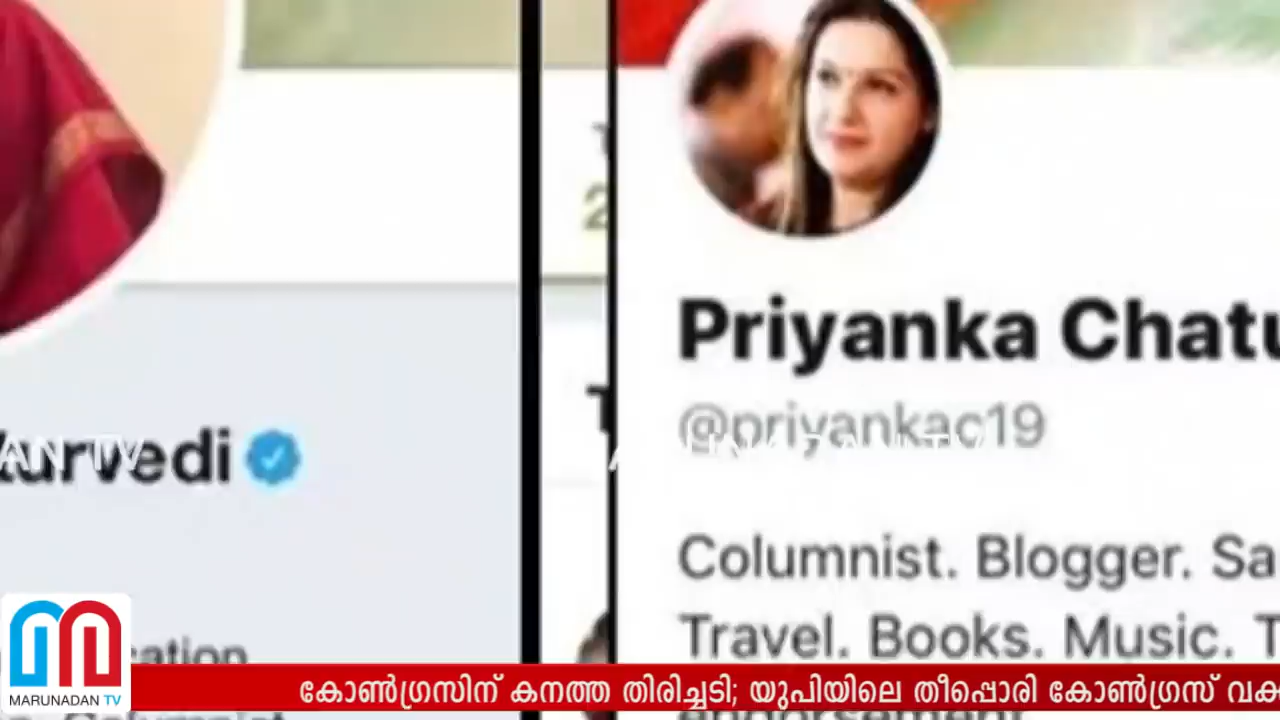 Priyanka Chatu
@priyankac19
urvedi
Columnist. Blogger. Sa
Travel. Books. Music. T
MARUNADAN TV
കോൺഗ്രസിന് കനത്ത തിരിച്ചടി; യുപിയിലെ തീപ്പൊരി കോൺഗ്രസ് വക